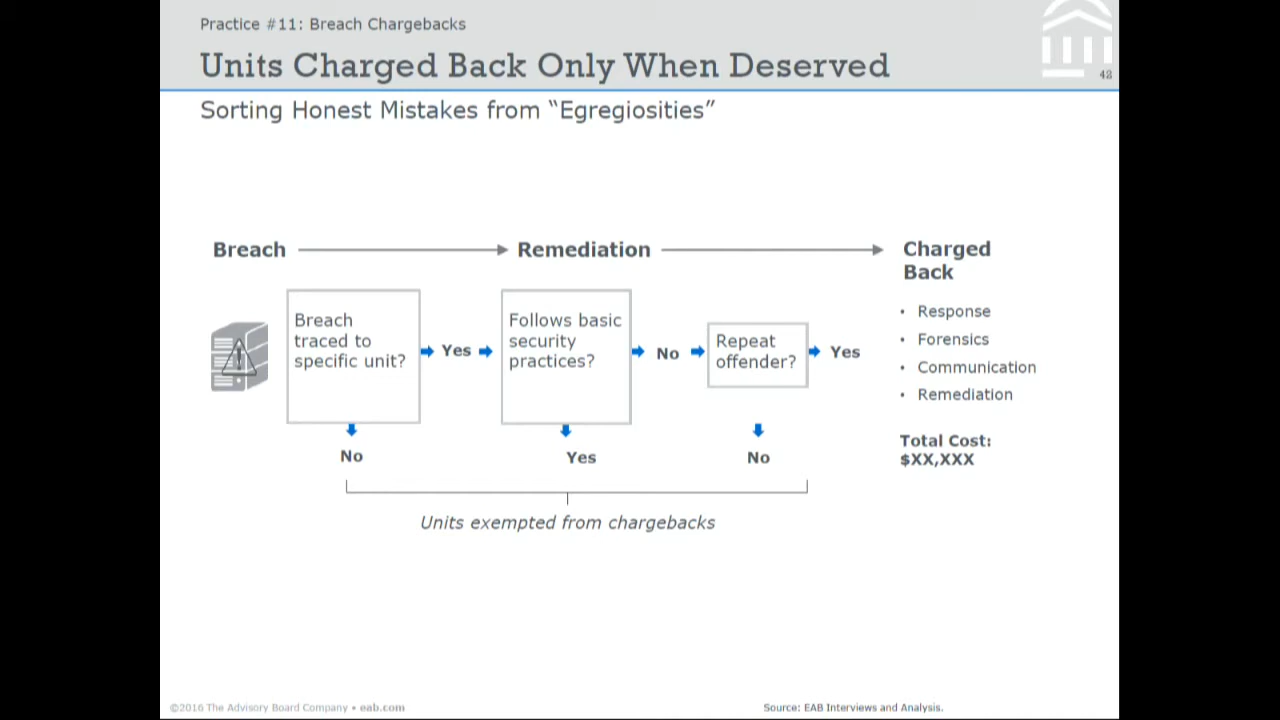 Practice #11: Breach Chargebacks
Units Charged Back Only When Deserved
42
Sorting Honest Mistakes from “Egregiosities”
Breach
Remediation
Charged
Back
Breach
traced to
specific unit?
Yes
Follows basic
security
practices?
No
Repeat
offender?
Yes
• Response
• Forensics
• Communication
• Remediation
No
Yes
No
Total Cost:
$XX,XXX
Units exempted from chargebacks
©2016 The Advisory Board Company • eab.com
Source: EAB Interviews and Analysis.